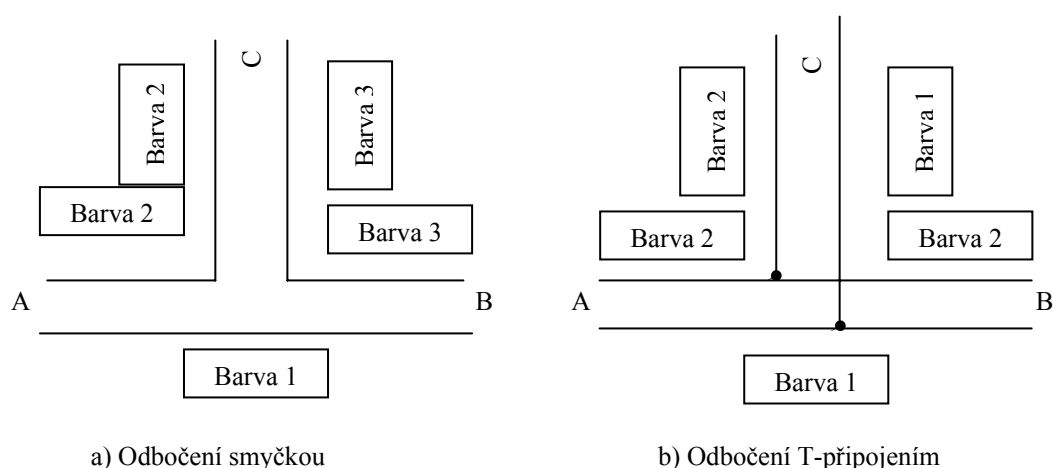 C
Barva 2
Barva 3
Barva 2
Barva 3
A
B
Barva 1
a) Odbočení smyčkou
C
Barva 2
Barva 1
Barva 2
Barva 2
A
B
Barva 1
b) Odbočení T-připojením